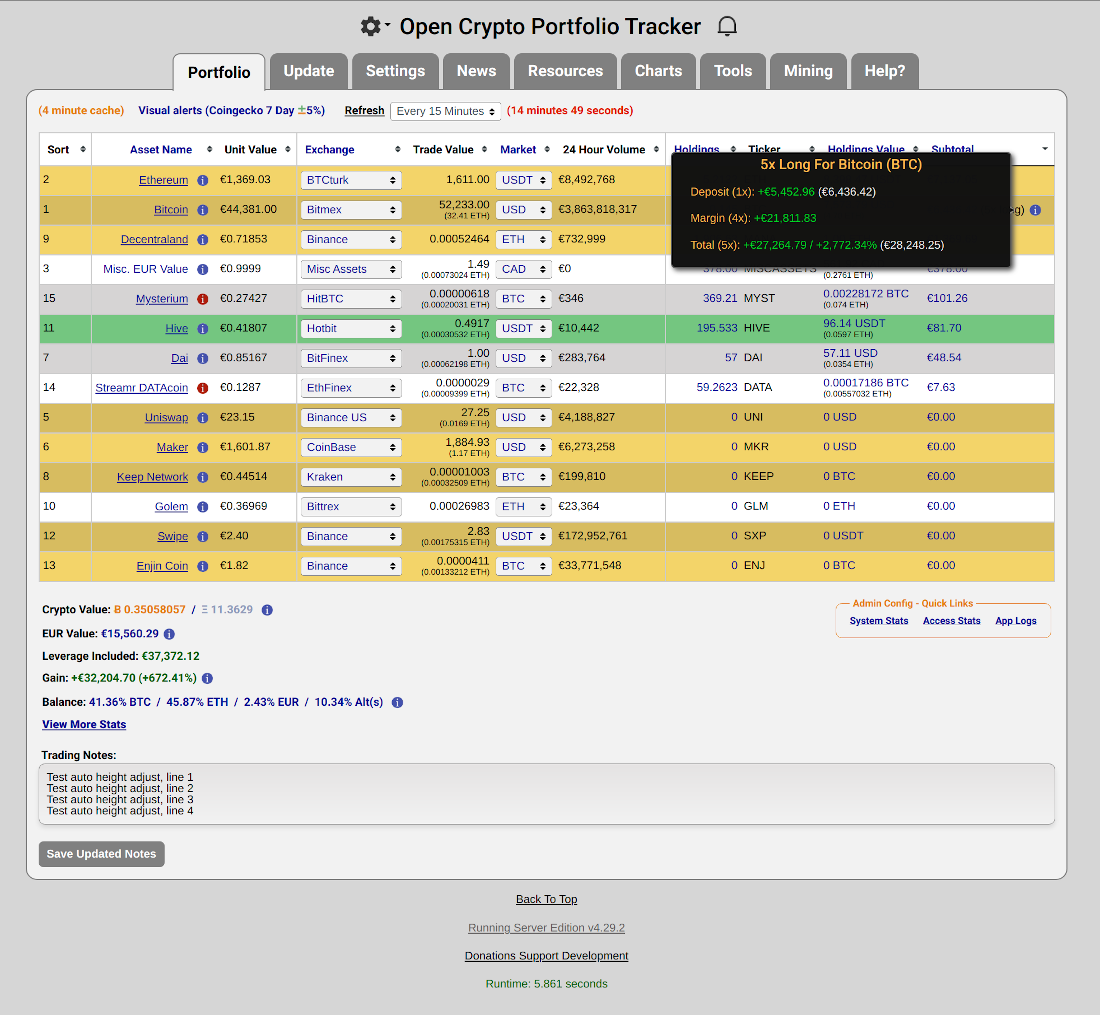 Open Crypto Portfolio Tracker
Portfolio Update Settings News Resources Charts Tools Mining Help?
(4 minute cache) Visual alerts (Coingecko 7 Day ±5%) Refresh Every 15 Minutes (14 minutes 49 seconds)
Sort Asset Name Unit Value Exchange Trade Value Market 24 Hour Volume Holdings Ticker Holdings Value Subtotal
5x Long For Bitcoin (BTC)
Deposit (1x): +€5,452.96 (€6,436.42)
Margin (4x): +€21,811.83
Total (5x): +€27,264.79 / +2,772.34% (€28,248.25)
2 Ethereum €1,369.03 BTCturk 1,611.00 USDT €8,492,768
1 Bitcoin €44,381.00 Bitmex 52,233.00 USD €3,863,818,317
(32.41 ETH)
9 Decentraland €0.71853 Binance 0.00052464 ETH €732,999
3 Misc. EUR Value €0.9999 Misc Assets 1.49 CAD €0 378.00 MISCASSETS €378.00
(0.00073024 ETH) (0.2761 ETH)
15 Mysterium €0.27427 HitBTC 0.00000618 BTC €346 369.21 MYST 0.00228172 BTC €101.26
(0.00020031 ETH) (0.074 ETH)
11 Hive €0.41807 Hotbit 0.4917 USDT €10,442 195.533 HIVE 96.14 USDT €81.70
(0.00030532 ETH) (0.0597 ETH)
7 Dai €0.85167 BitFinex 1.00 USD €283,764 57 DAI 57.11 USD €48.54
(0.00062198 ETH) (0.0354 ETH)
14 Streamr DATAcoin €0.1287 EthFinex 0.0000029 BTC €22,328 59.2623 DATA 0.00017186 BTC €7.63
(0.00009399 ETH) (0.00557032 ETH)
5 Uniswap €23.15 Binance US 27.25 USD €4,188,827 0 UNI 0 USD €0.00
(0.0169 ETH)
6 Maker €1,601.87 CoinBase 1,884.93 USD €6,273,258 0 MKR 0 USD €0.00
(1.17 ETH)
8 Keep Network €0.44514 Kraken 0.00001003 BTC €199,810 0 KEEP 0 BTC €0.00
(0.00032509 ETH)
10 Golem €0.36969 Bittrex 0.00026983 ETH €23,364 0 GLM 0 ETH €0.00
12 Swipe €2.40 Binance 2.83 USDT €172,952,761 0 SXP 0 USDT €0.00
(0.00175315 ETH)
13 Enjin Coin €1.82 Binance 0.0000411 BTC €33,771,548 0 ENJ 0 BTC €0.00
(0.00133212 ETH)
Crypto Value: Ƀ 0.35058057 / Ξ 11.3629
EUR Value: €15,560.29
Leverage Included: €37,372.12
Gain: +€32,204.70 (+672.41%)
Balance: 41.36% BTC / 45.87% ETH / 2.43% EUR / 10.34% Alt(s)
View More Stats
Admin Config - Quick Links
System Stats Access Stats App Logs
Trading Notes:
Test auto height adjust, line 1
Test auto height adjust, line 2
Test auto height adjust, line 3
Test auto height adjust, line 4
Save Updated Notes
Back To Top
Running Server Edition v4.29.2
Donations Support Development
Runtime: 5.861 seconds